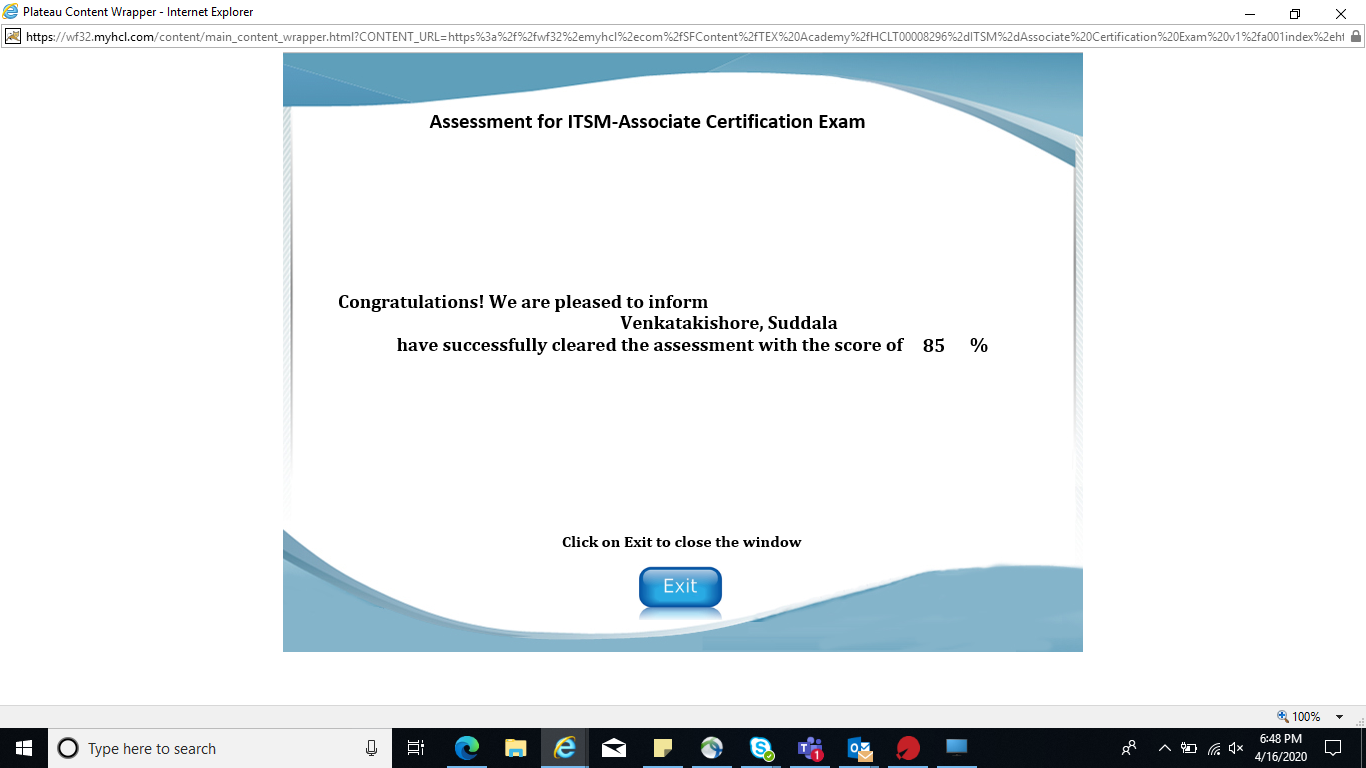 Plateau Content Wrapper - Internet Explorer
https://wf32.myhcl.com/content/main_content_wrapper.html?CONTENT_URL=https%3a%2f%2fwf32%2emyhcl%2ecom%2fSFContent%2fTEX%20Academy%2fHCLT00008296%2dITSM%2dAssociate%20Certification%20Exam%20v1%2fa001index%2eht
Assessment for ITSM-Associate Certification Exam
Congratulations! We are pleased to inform
Venkatakishore, Suddala
have successfully cleared the assessment with the score of 85 %
Click on Exit to close the window
Exit
100%
Type here to search
1
6:48 PM
4/16/2020